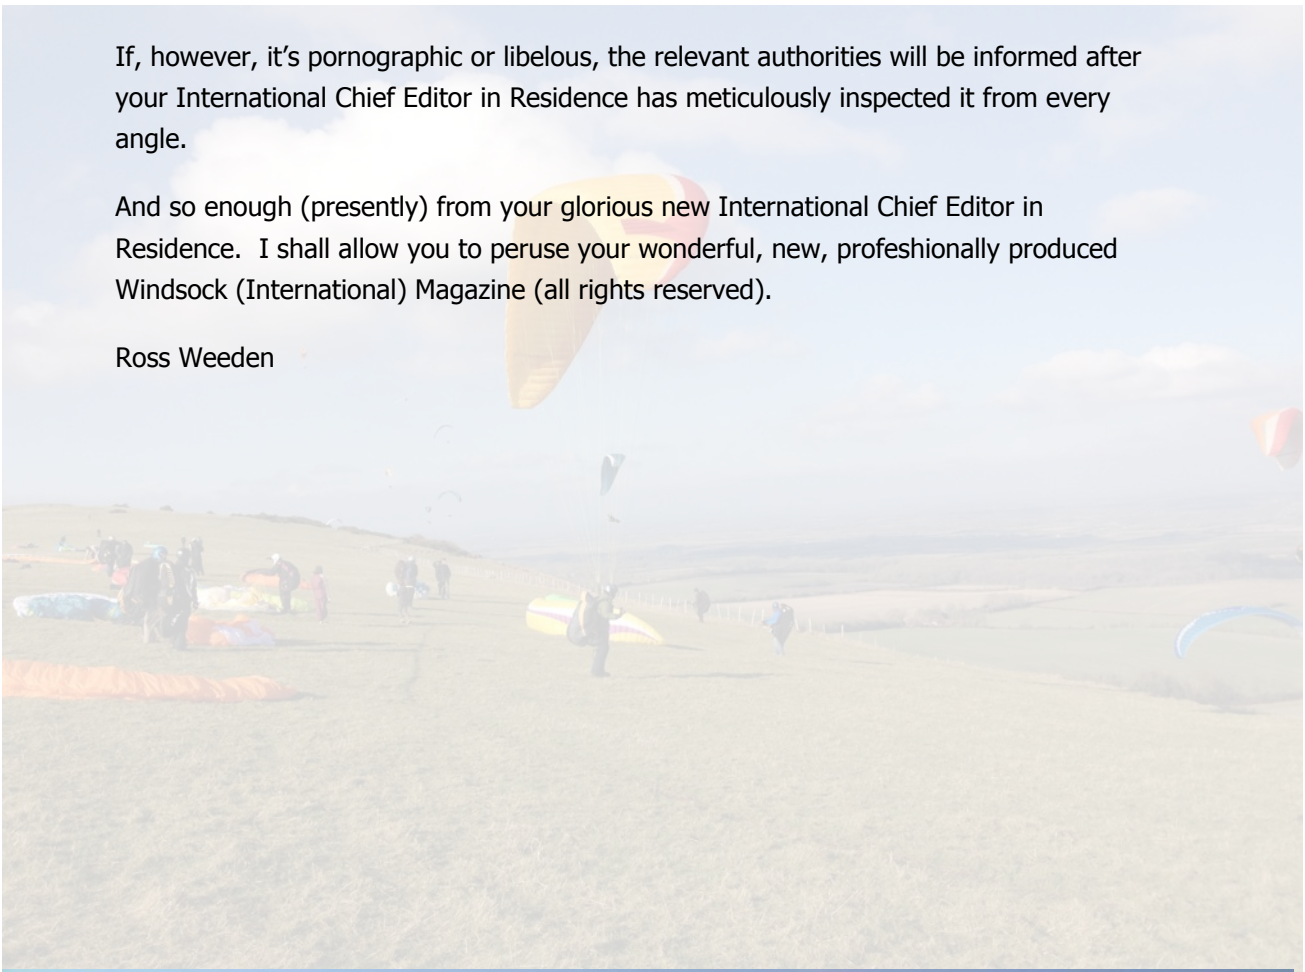 If, however, it’s pornographic or libelous, the relevant authorities will be informed after
your International Chief Editor in Residence has meticulously inspected it from every
angle.
And so enough (presently) from your glorious new International Chief Editor in
Residence.  I shall allow you to peruse your wonderful, new, profeshionally produced
Windsock (International) Magazine (all rights reserved).
Ross Weeden